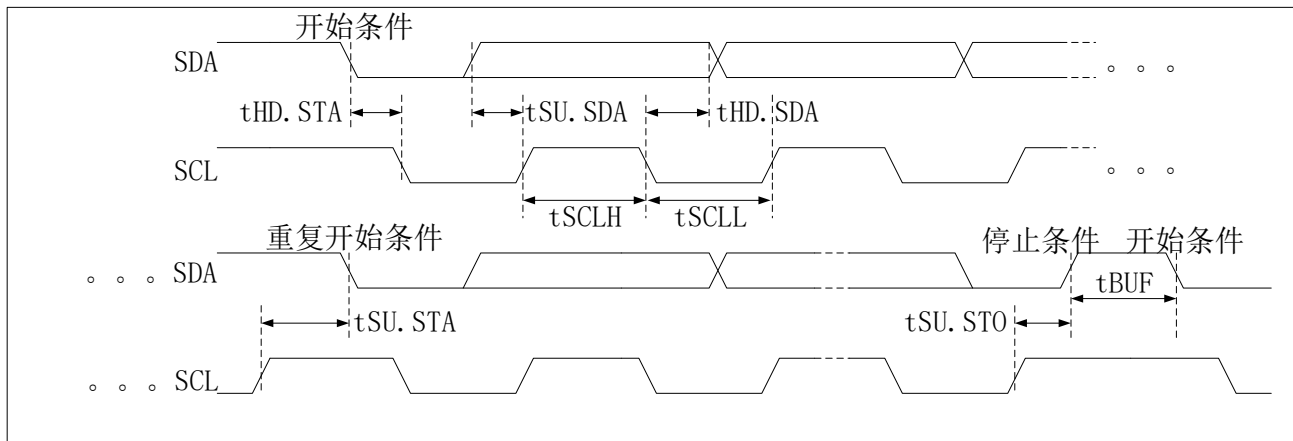 开始条件
SDA
。 。 。
tHD.STA
tSU.SDA
tHD.SDA
SCL
。 。 。
tSCLH
tSCLL
重复开始条件
停止条件
开始条件
。 。 。 SDA
tBUF
tSU.STA
tSU.STO
。 。 。 SCL